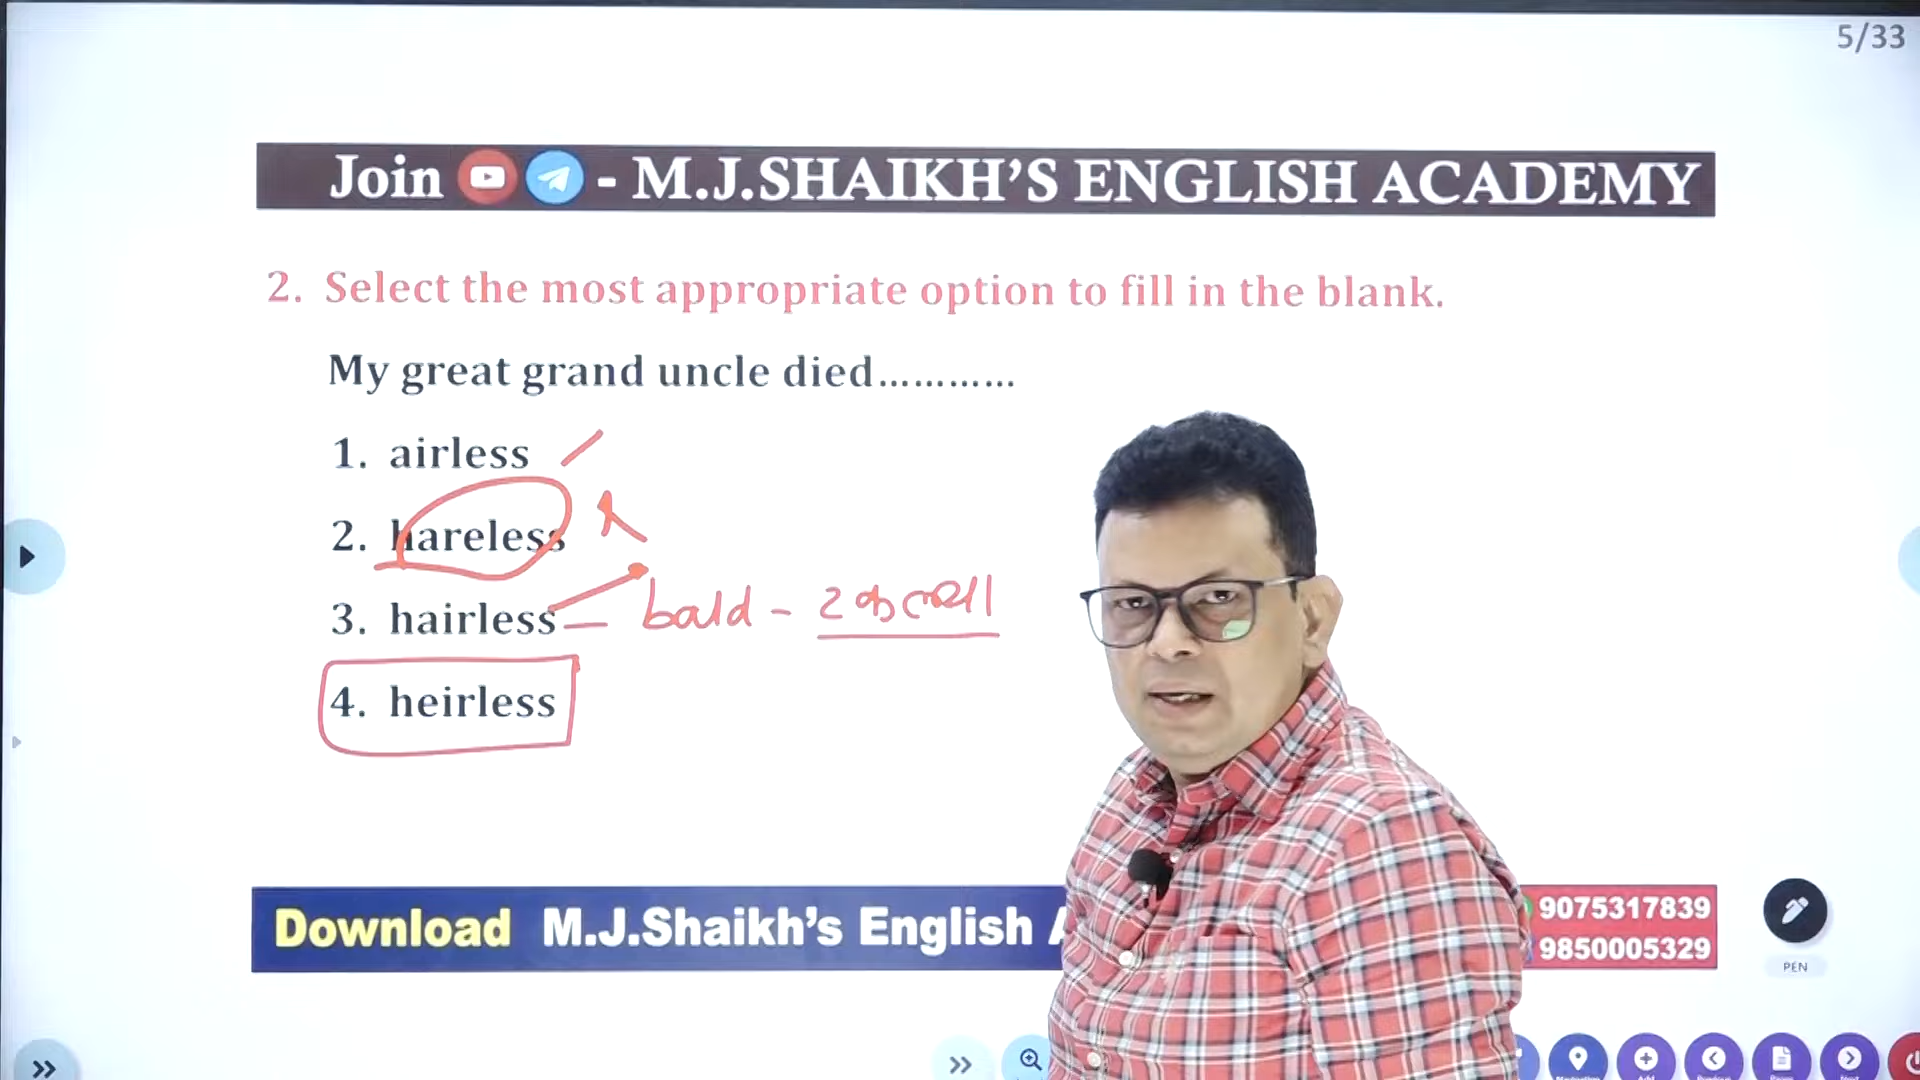 5/33
Join - M.J.SHAIKH'S ENGLISH ACADEMY
2. Select the most appropriate option to fill in the blank.
My great grand uncle died............
1. airless
2. hareless
3. hairless
bald -
4. heirless
Download M.J.Shaikh's English
9075317839
9850005329
PEN